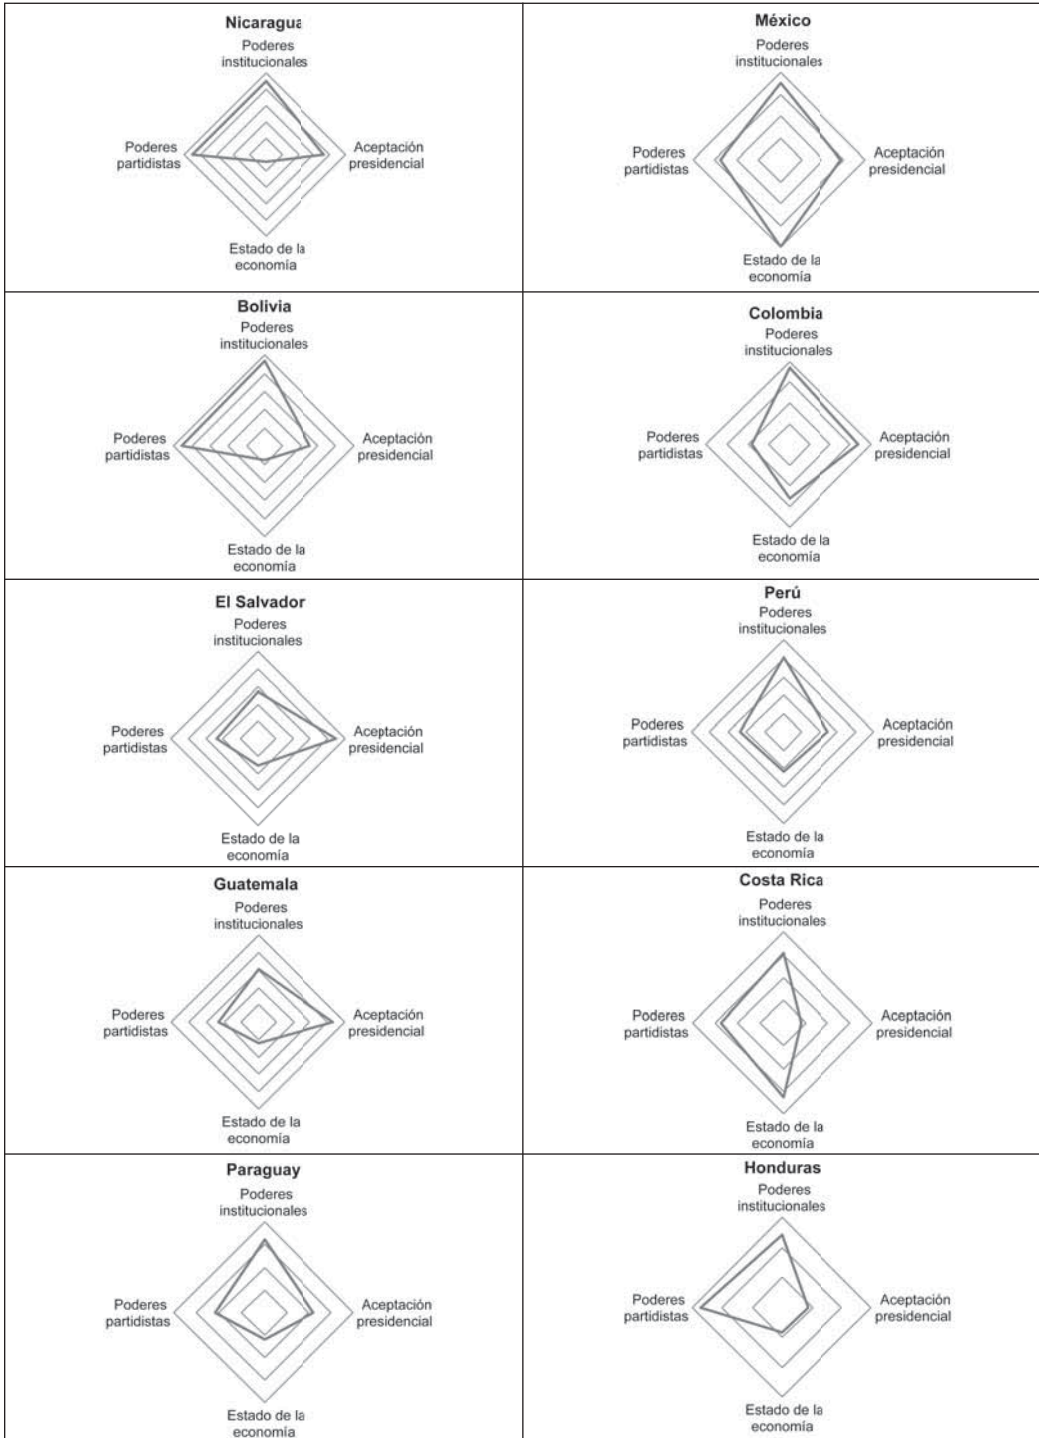 Nicaragua
Poderes
institucionales
Poderes
partidistas
Aceptación
presidencial
Estado de la
economía
México
Poderes
institucionales
Poderes
partidistas
Aceptación
presidencial
Estado de la
economía
Bolivia
Poderes
institucionales
Poderes
partidistas
Aceptación
presidencial
Estado de la
economía
Colombia
Poderes
institucionales
Poderes
partidistas
Aceptación
presidencial
Estado de la
economía
El Salvador
Poderes
institucionales
Poderes
partidistas
Aceptación
presidencial
Estado de la
economía
Perú
Poderes
institucionales
Poderes
partidistas
Aceptación
presidencial
Estado de la
economía
Guatemala
Poderes
institucionales
Poderes
partidistas
Aceptación
presidencial
Estado de la
economía
Costa Rica
Poderes
institucionales
Poderes
partidistas
Aceptación
presidencial
Estado de la
economía
Paraguay
Poderes
institucionales
Poderes
partidistas
Aceptación
presidencial
Estado de la
economía
Honduras
Poderes
institucionales
Poderes
partidistas
Aceptación
presidencial
Estado de la
economía